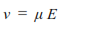 v = μ E